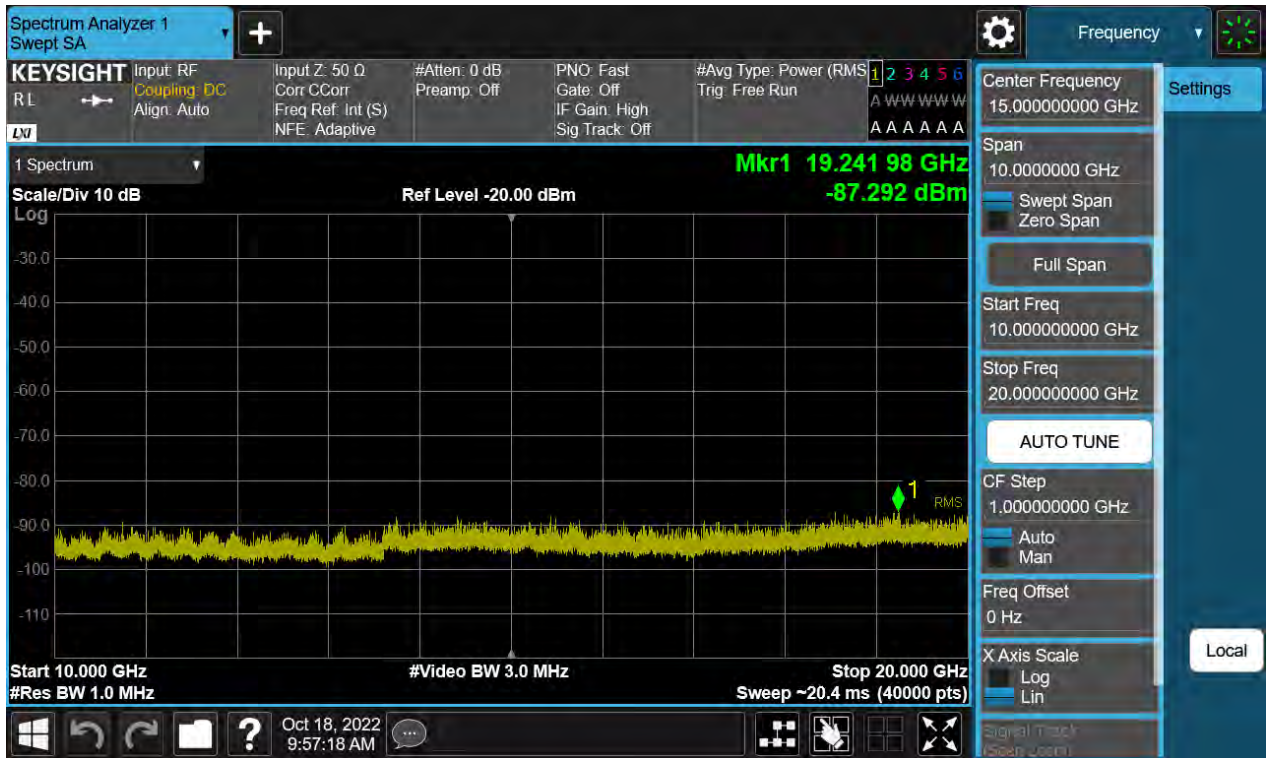 Spectrum Analyzer 1
Swept SA
Frequency
KEYSIGHT
RL
LXI
Input: RF
Coupling: DC
Align: Auto
Input Z: 50 Ω
Corr CCorr
Freq Ref: Int (S)
NFE: Adaptive
#Atten: 0 dB
Preamp: Off
PNO: Fast
Gate: Off
IF Gain: High
Sig Track: Off
#Avg Type: Power (RMS
Trig: Free Run
1 2 3 4 5 6
A W W W W W
A A A A A A
1 Spectrum
Scale/Div 10 dB
Log
Ref Level -20.00 dBm
Mkr1 19.241 98 GHz
-87.292 dBm
-30.0
-40.0
-50.0
-60.0
-70.0
-80.0
-90.0
-100
-110
1
RMS
Start 10.000 GHz
#Res BW 1.0 MHz
#Video BW 3.0 MHz
Stop 20.000 GHz
Sweep ~20.4 ms (40000 pts)
Oct 18, 2022
9:57:18 AM
Center Frequency
15.000000000 GHz
Span
10.0000000 GHz
Swept Span
Zero Span
Full Span
Start Freq
10.000000000 GHz
Stop Freq
20.000000000 GHz
AUTO TUNE
CF Step
1.000000000 GHz
Auto
Man
Freq Offset
0 Hz
X Axis Scale
Log
Lin
Signal Track
(Span Zoom)
Settings
Local